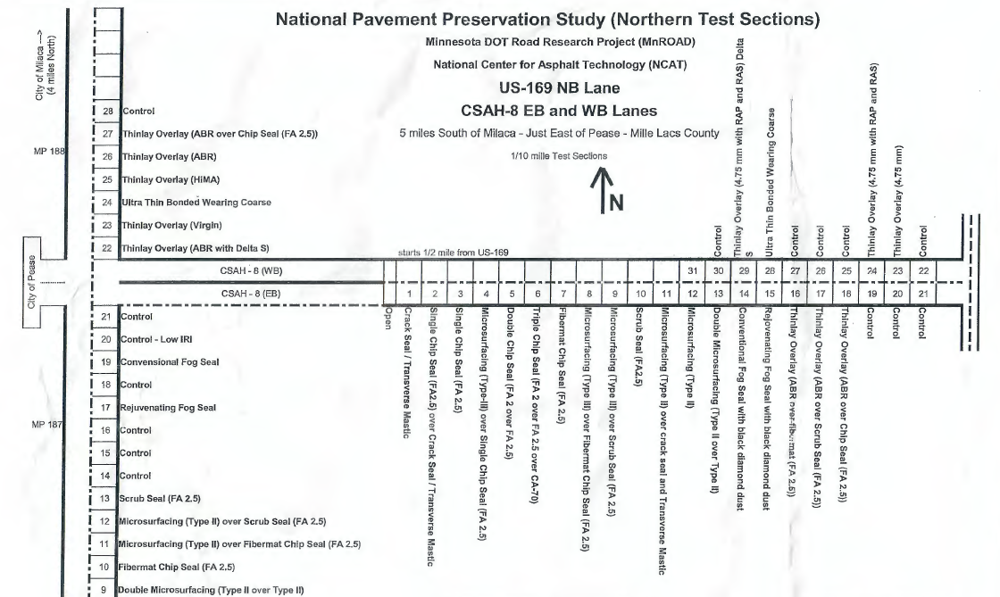 National Pavement Preservation Study (Northern Test Sections)
Minnesota DOT Road Research Project (MnROAD)
National Center for Asphalt Technology (NCAT)
US-169 NB Lane
CSAH-8 EB and WB Lanes
5 miles South of Milaca - Just East of Pease - Mille Lacs County
1/10 mille Test Sections
N
City of Milaca —>
(4 miles North)
MP 188
City of Pease
MP 187
28 Control
27 Thinlay Overlay (ABR over Chip Seal (FA 2.5))
26 Thinlay Overlay (ABR)
25 Thinlay Overlay (HiMA)
24 Ultra Thin Bonded Wearing Coarse
23 Thinlay Overlay (Virgin)
22 Thinlay Overlay (ABR with Delta S)
starts 1/2 mile from US-169
Control
Thinlay Overlay (4.75 mm with RAP and RAS) Delta
S
Ultra Thin Bonded Wearing Coarse
Control
Control
Control
Thinlay Overlay (4.75 mm with RAP and RAS)
Thinlay Overlay (4.75 mm)
Control
CSAH - 8 (WB) 31 30 29 28 27 26 25 24 23 22
CSAH - 8 (EB) 1 2 3 4 5 6 7 8 9 10 11 12 13 14 15 16 17 18 19 20 21
Open
Crack Seal / Transverse Mastic
Single Chip Seal (FA2.5) over Crack Seal / Transverse Mastic
Single Chip Seal (FA 2.5)
Microsurfacing (Type-III) over Single Chip Seal (FA 2.5)
Double Chip Seal (FA 2 over FA 2.5)
Triple Chip Seal (FA 2 over FA 2.5 over CA-70)
Fibermat Chip Seal (FA 2.5)
Microsurfacing (Type III) over Fibermat Chip Seal (FA 2.5)
Microsurfacing (Type III) over Scrub Seal (FA 2.5)
Scrub Seal (FA2.5)
Microsurfacing (Type II) over crack seal and Transverse Mastic
Microsurfacing (Type II)
Double Microsurfacing (Type II over Type II)
Conventional Fog Seal with black diamond dust
Rejovenating Fog Seal with black diamond dust
Thinlay Overlay (ABR over fibermat (FA 2.5))
Thinlay Overlay (ABR over Scrub Seal (FA 2.5))
Thinlay Overlay (ABR over Chip Seal (FA 2.5))
Control
Control
Control
21 Control
20 Control - Low IRI
19 Convensional Fog Seal
18 Control
17 Rejuvenating Fog Seal
16 Control
15 Control
14 Control
13 Scrub Seal (FA 2.5)
12 Microsurfacing (Type II) over Scrub Seal (FA 2.5)
11 Microsurfacing (Type II) over Fibermat Chip Seal (FA 2.5)
10 Fibermat Chip Seal (FA 2.5)
9 Double Microsurfacing (Type II over Type II)